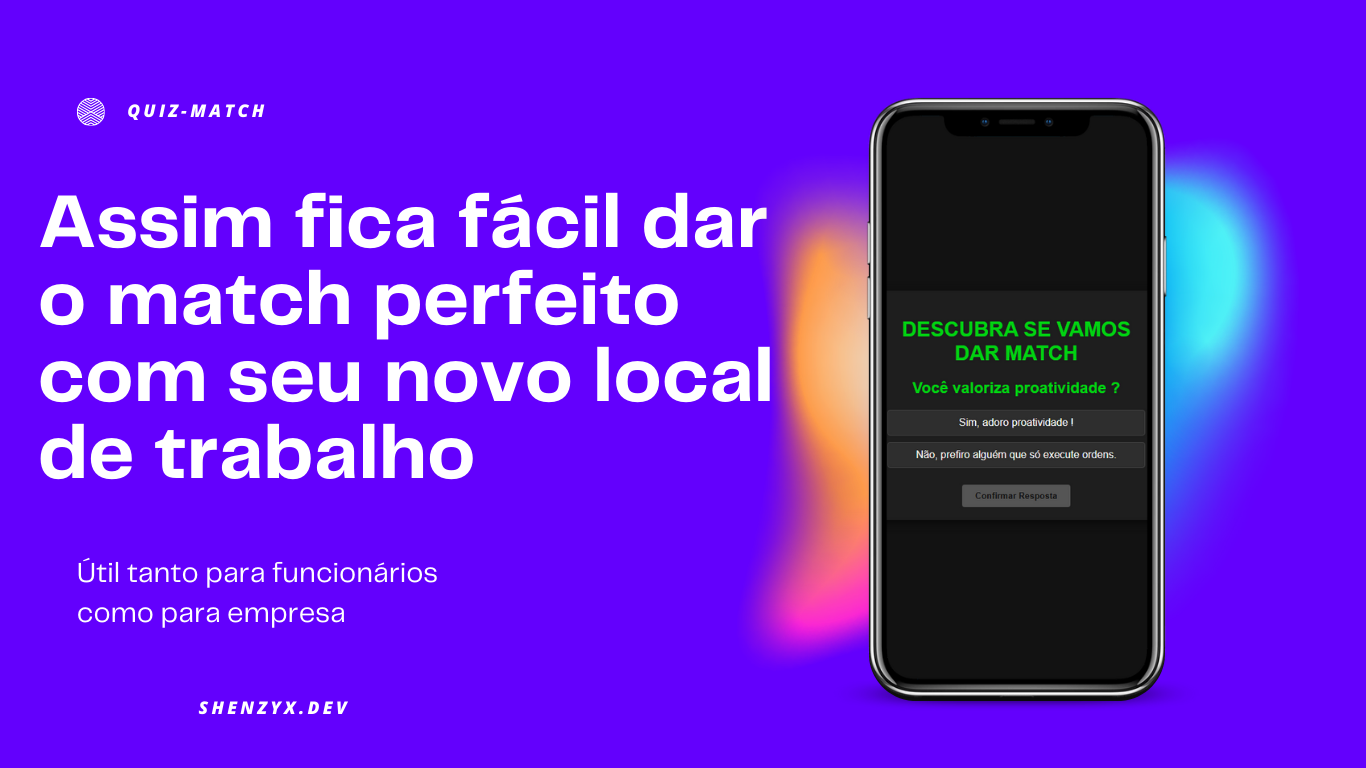 QUIZ-MATCH
Assim fica fácil dar
o match perfeito
com seu novo local
de trabalho
Útil tanto para funcionários
como para empresa
SHENZYX.DEV
DESCUBRA SE VAMOS
DAR MATCH
Você valoriza proatividade ?
Sim, adoro proatividade !
Não, prefiro alguém que só execute ordens.
Confirmar Resposta